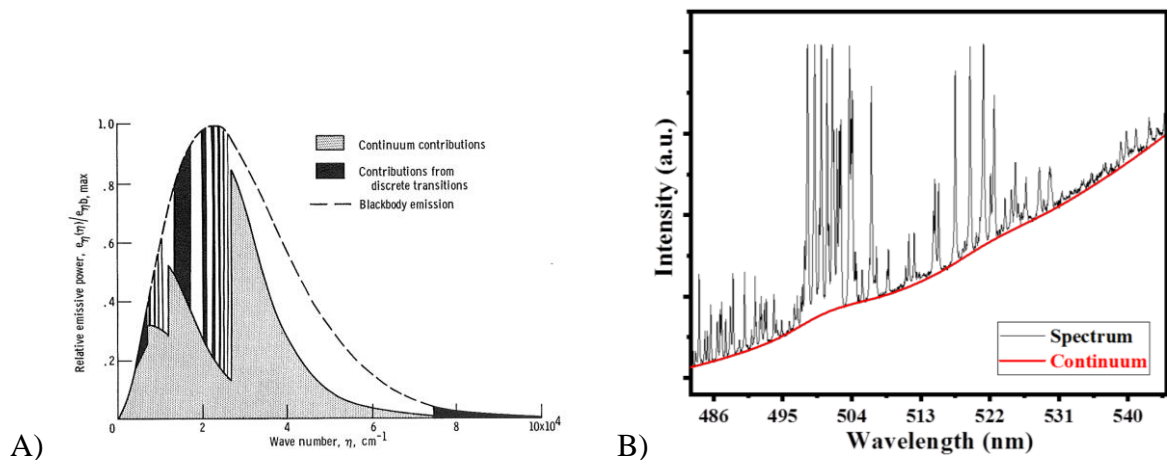 1.0
.8
.6
.4
.2
0
2
4
6
8
10x10⁴
Relative emissive power, eη(η)/eηb, max
Wave number, η, cm⁻¹
Continuum contributions
Contributions from
discrete transitions
Blackbody emission
A)
Intensity (a.u.)
Spectrum
Continuum
486
495
504
513
522
531
540
Wavelength (nm)
B)